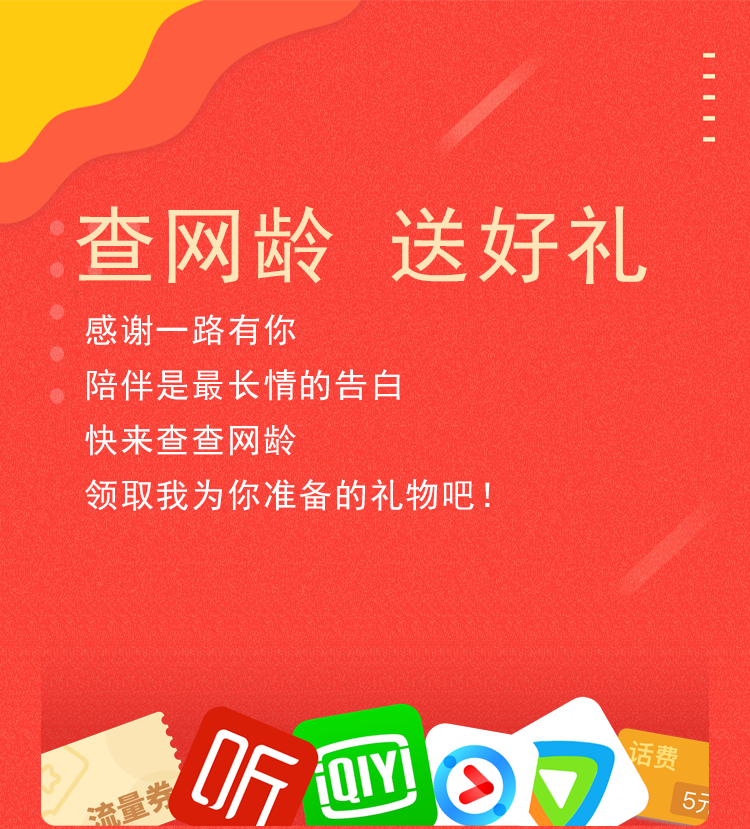 查网龄 送好礼
感谢一路有你
陪伴是最长情的告白
快来查查网龄
领取我为你准备的礼物吧！
流量券
听
iQIYI
话费
5元